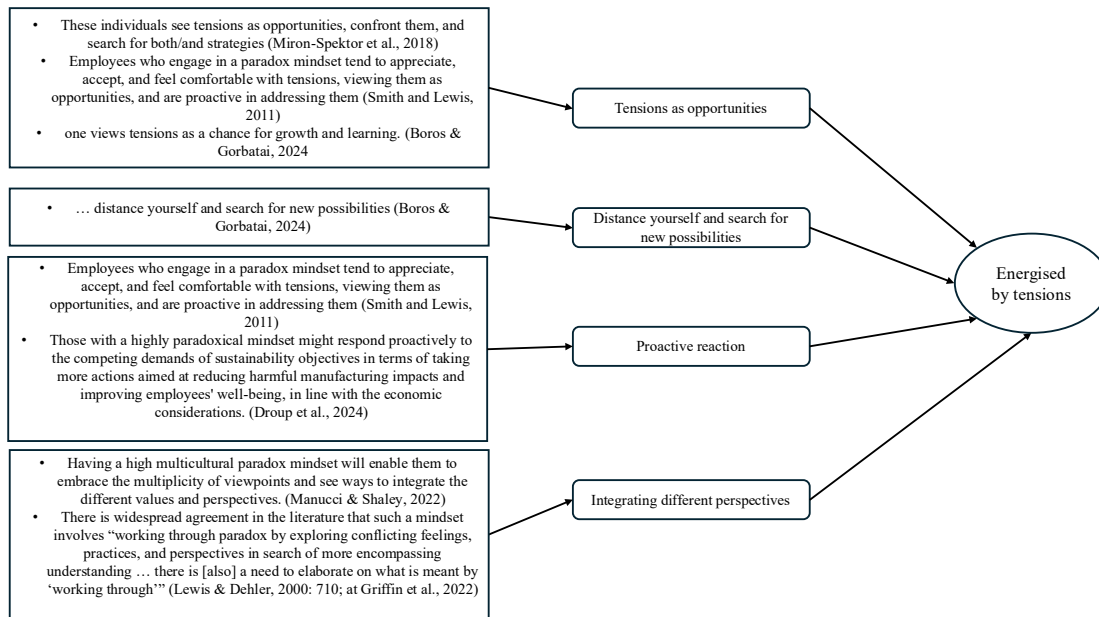 • These individuals see tensions as opportunities, confront them, and
search for both/and strategies (Miron-Spektor et al., 2018)
• Employees who engage in a paradox mindset tend to appreciate,
accept, and feel comfortable with tensions, viewing them as
opportunities, and are proactive in addressing them (Smith and Lewis,
2011)
• one views tensions as a chance for growth and learning. (Boros &
Gorbatai, 2024
Tensions as opportunities
• … distance yourself and search for new possibilities (Boros &
Gorbatai, 2024)
Distance yourself and search for
new possibilities
• Employees who engage in a paradox mindset tend to appreciate,
accept, and feel comfortable with tensions, viewing them as
opportunities, and are proactive in addressing them (Smith and Lewis,
2011)
• Those with a highly paradoxical mindset might respond proactively to
the competing demands of sustainability objectives in terms of taking
more actions aimed at reducing harmful manufacturing impacts and
improving employees' well-being, in line with the economic
considerations. (Droup et al., 2024)
Proactive reaction
• Having a high multicultural paradox mindset will enable them to
embrace the multiplicity of viewpoints and see ways to integrate the
different values and perspectives. (Manucci & Shaley, 2022)
• There is widespread agreement in the literature that such a mindset
involves “working through paradox by exploring conflicting feelings,
practices, and perspectives in search of more encompassing
understanding … there is [also] a need to elaborate on what is meant by
‘working through’” (Lewis & Dehler, 2000: 710; at Griffin et al., 2022)
Integrating different perspectives
Energised
by tensions